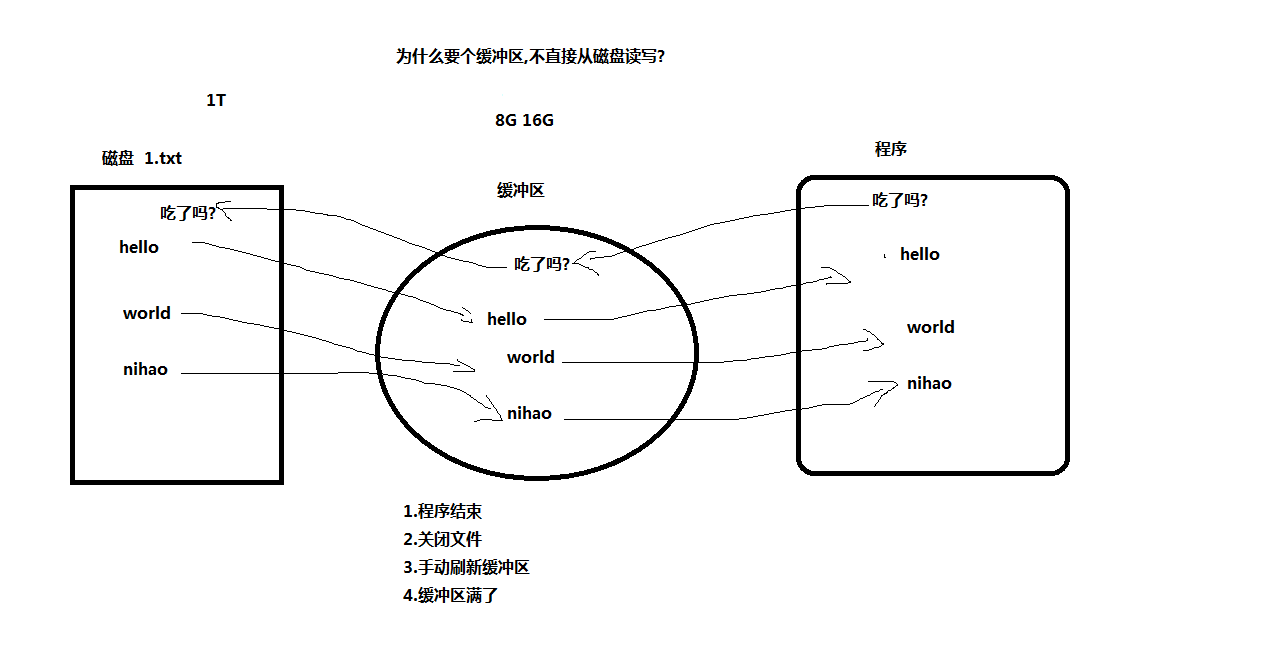 为什么要个缓冲区,不直接从磁盘读写?
1T
8G 16G
磁盘 1.txt
缓冲区
程序
吃了吗?
hello
world
nihao
吃了吗?
hello
world
nihao
吃了吗?
hello
world
nihao
1.程序结束
2.关闭文件
3.手动刷新缓冲区
4.缓冲区满了